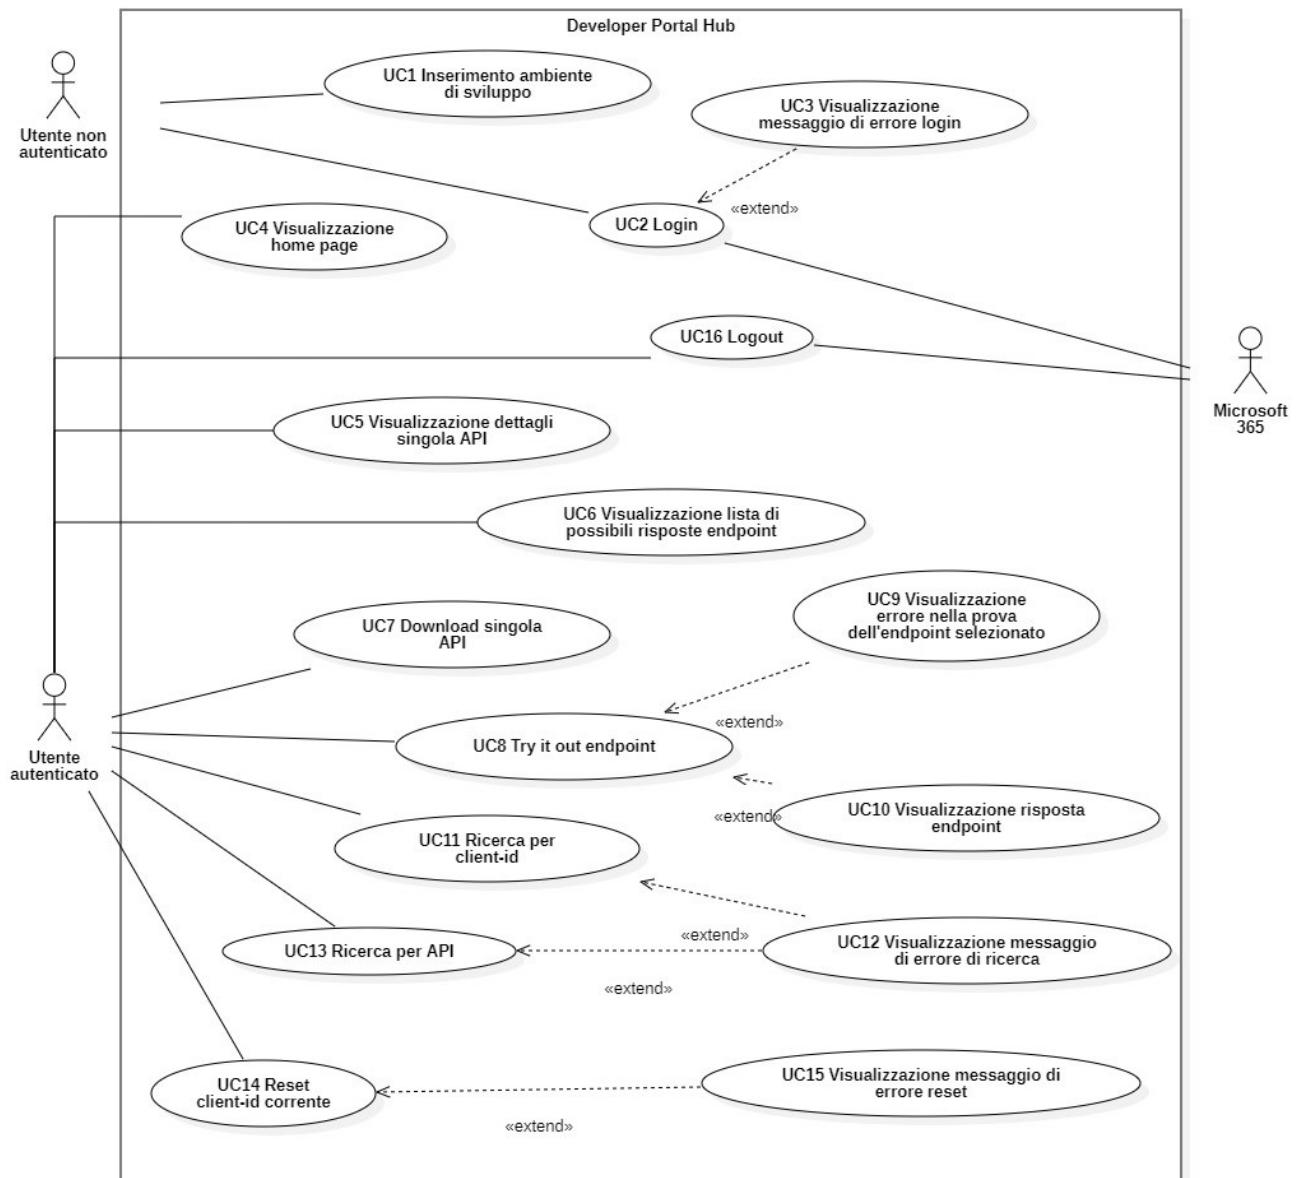 Developer Portal Hub
UC1 Inserimento ambiente
di sviluppo
UC3 Visualizzazione
messaggio di errore login
Utente non
autenticato
«extend»
UC2 Login
UC4 Visualizzazione
home page
UC16 Logout
Microsoft
365
UC5 Visualizzazione dettagli
singola API
UC6 Visualizzazione lista di
possibili risposte endpoint
UC9 Visualizzazione
errore nella prova
dell'endpoint selezionato
UC7 Download singola
API
«extend»
UC8 Try it out endpoint
Utente
autenticato
«extend»
UC10 Visualizzazione risposta
endpoint
UC11 Ricerca per
client-id
«extend»
UC12 Visualizzazione messaggio
di errore di ricerca
UC13 Ricerca per API
«extend»
UC14 Reset
client-id corrente
UC15 Visualizzazione messaggio di
errore reset
«extend»